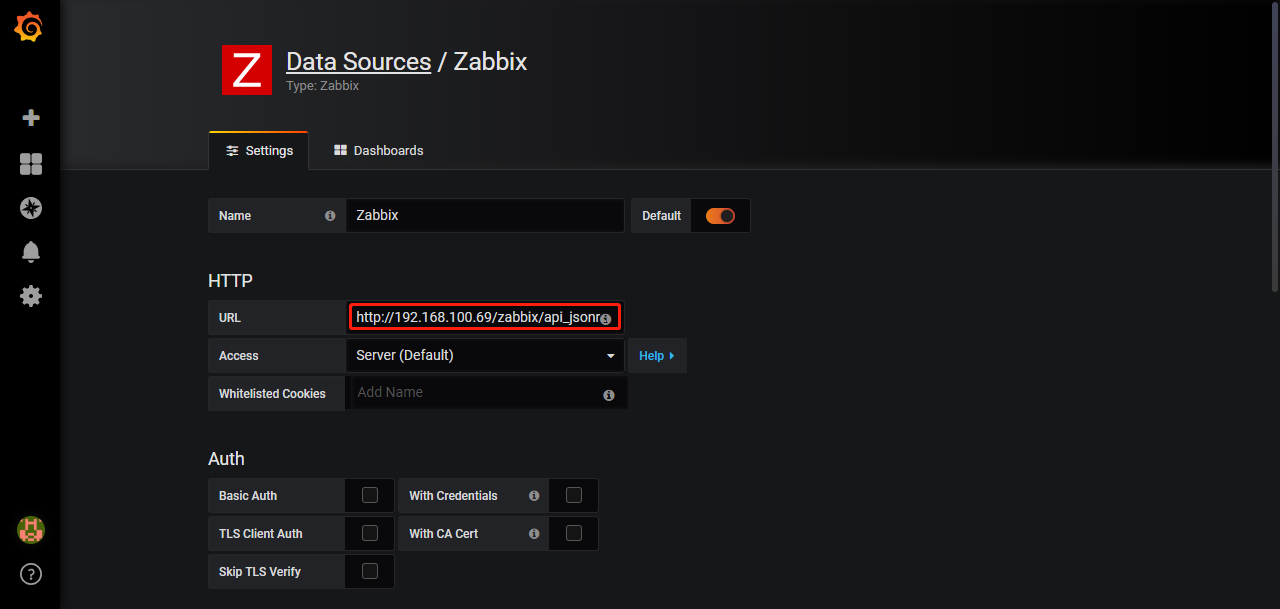 Z Data Sources / Zabbix
Type: Zabbix
Settings Dashboards
Name Zabbix Default
HTTP
URL http://192.168.100.69/zabbix/api_jsonr
Access Server (Default) Help
Whitelisted Cookies Add Name
Auth
Basic Auth With Credentials
TLS Client Auth With CA Cert
Skip TLS Verify